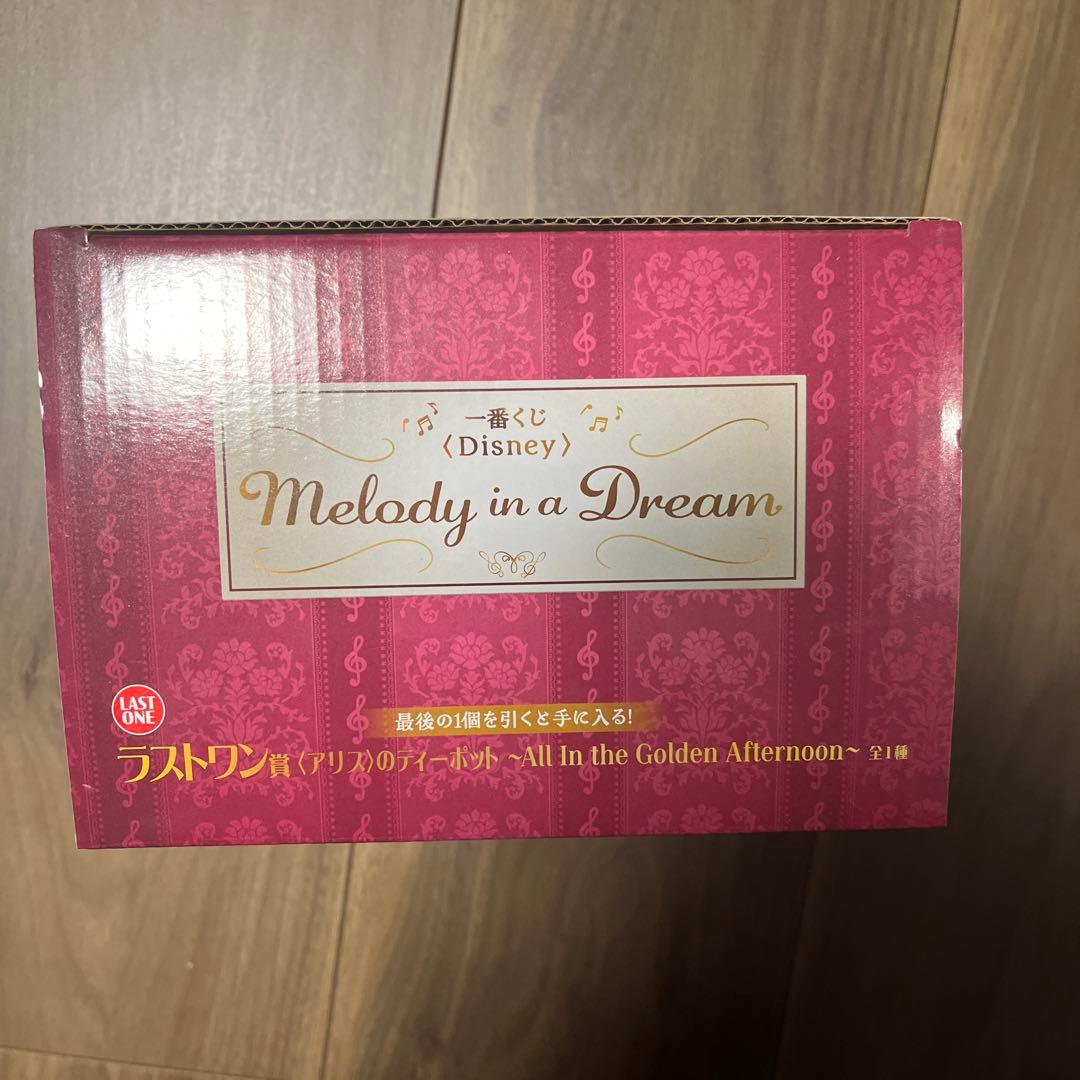 一番くじ
〈Disney〉
Melody in a Dream
LAST
ONE
最後の1個を引くと手に入る!
ラストワン賞〈アリス〉のティーポット ~All In the Golden Afternoon~ 全1種